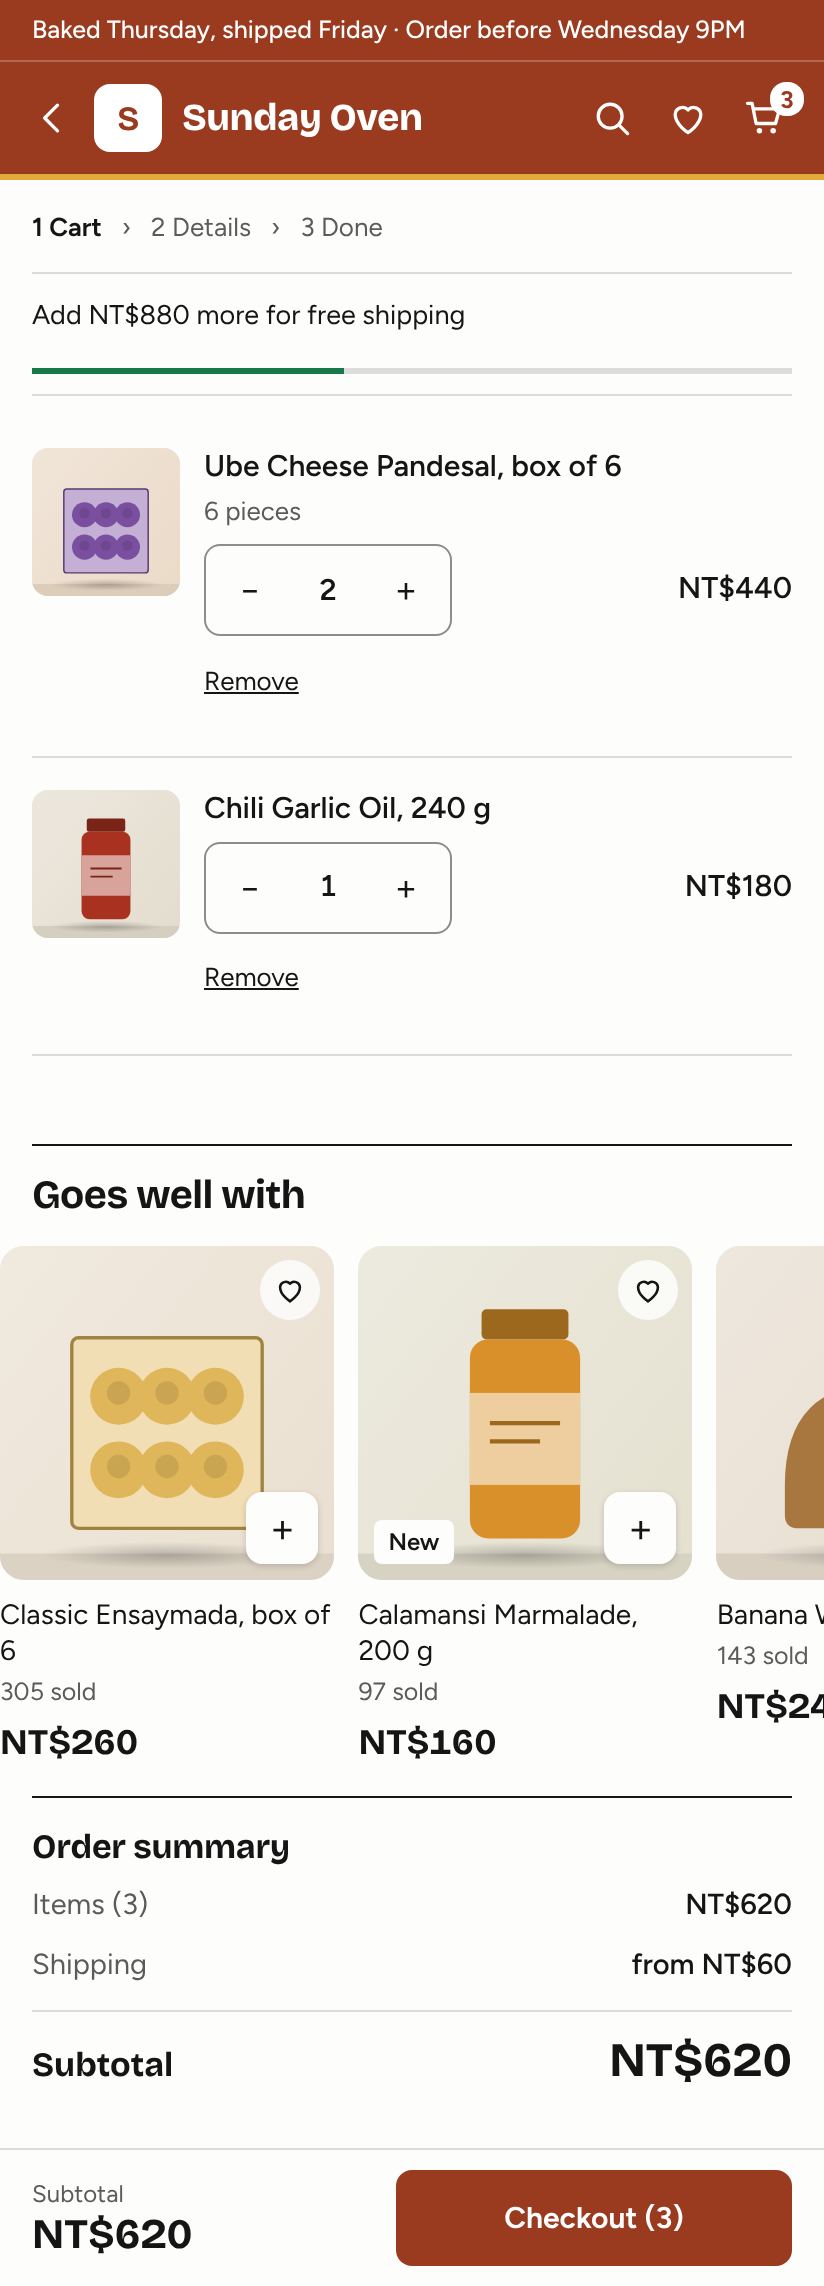 Baked Thursday, shipped Friday · Order before Wednesday 9PM
S Sunday Oven 3
1 Cart › 2 Details › 3 Done
Add NT$880 more for free shipping
Ube Cheese Pandesal, box of 6
6 pieces
− 2 + NT$440
Remove
Chili Garlic Oil, 240 g
− 1 + NT$180
Remove
Goes well with
+
New +
Classic Ensaymada, box of
6
305 sold
NT$260
Calamansi Marmalade,
200 g
97 sold
NT$160
Banana
143 sold
NT$24
Order summary
Items (3) NT$620
Shipping from NT$60
Subtotal NT$620
Subtotal
NT$620
Checkout (3)